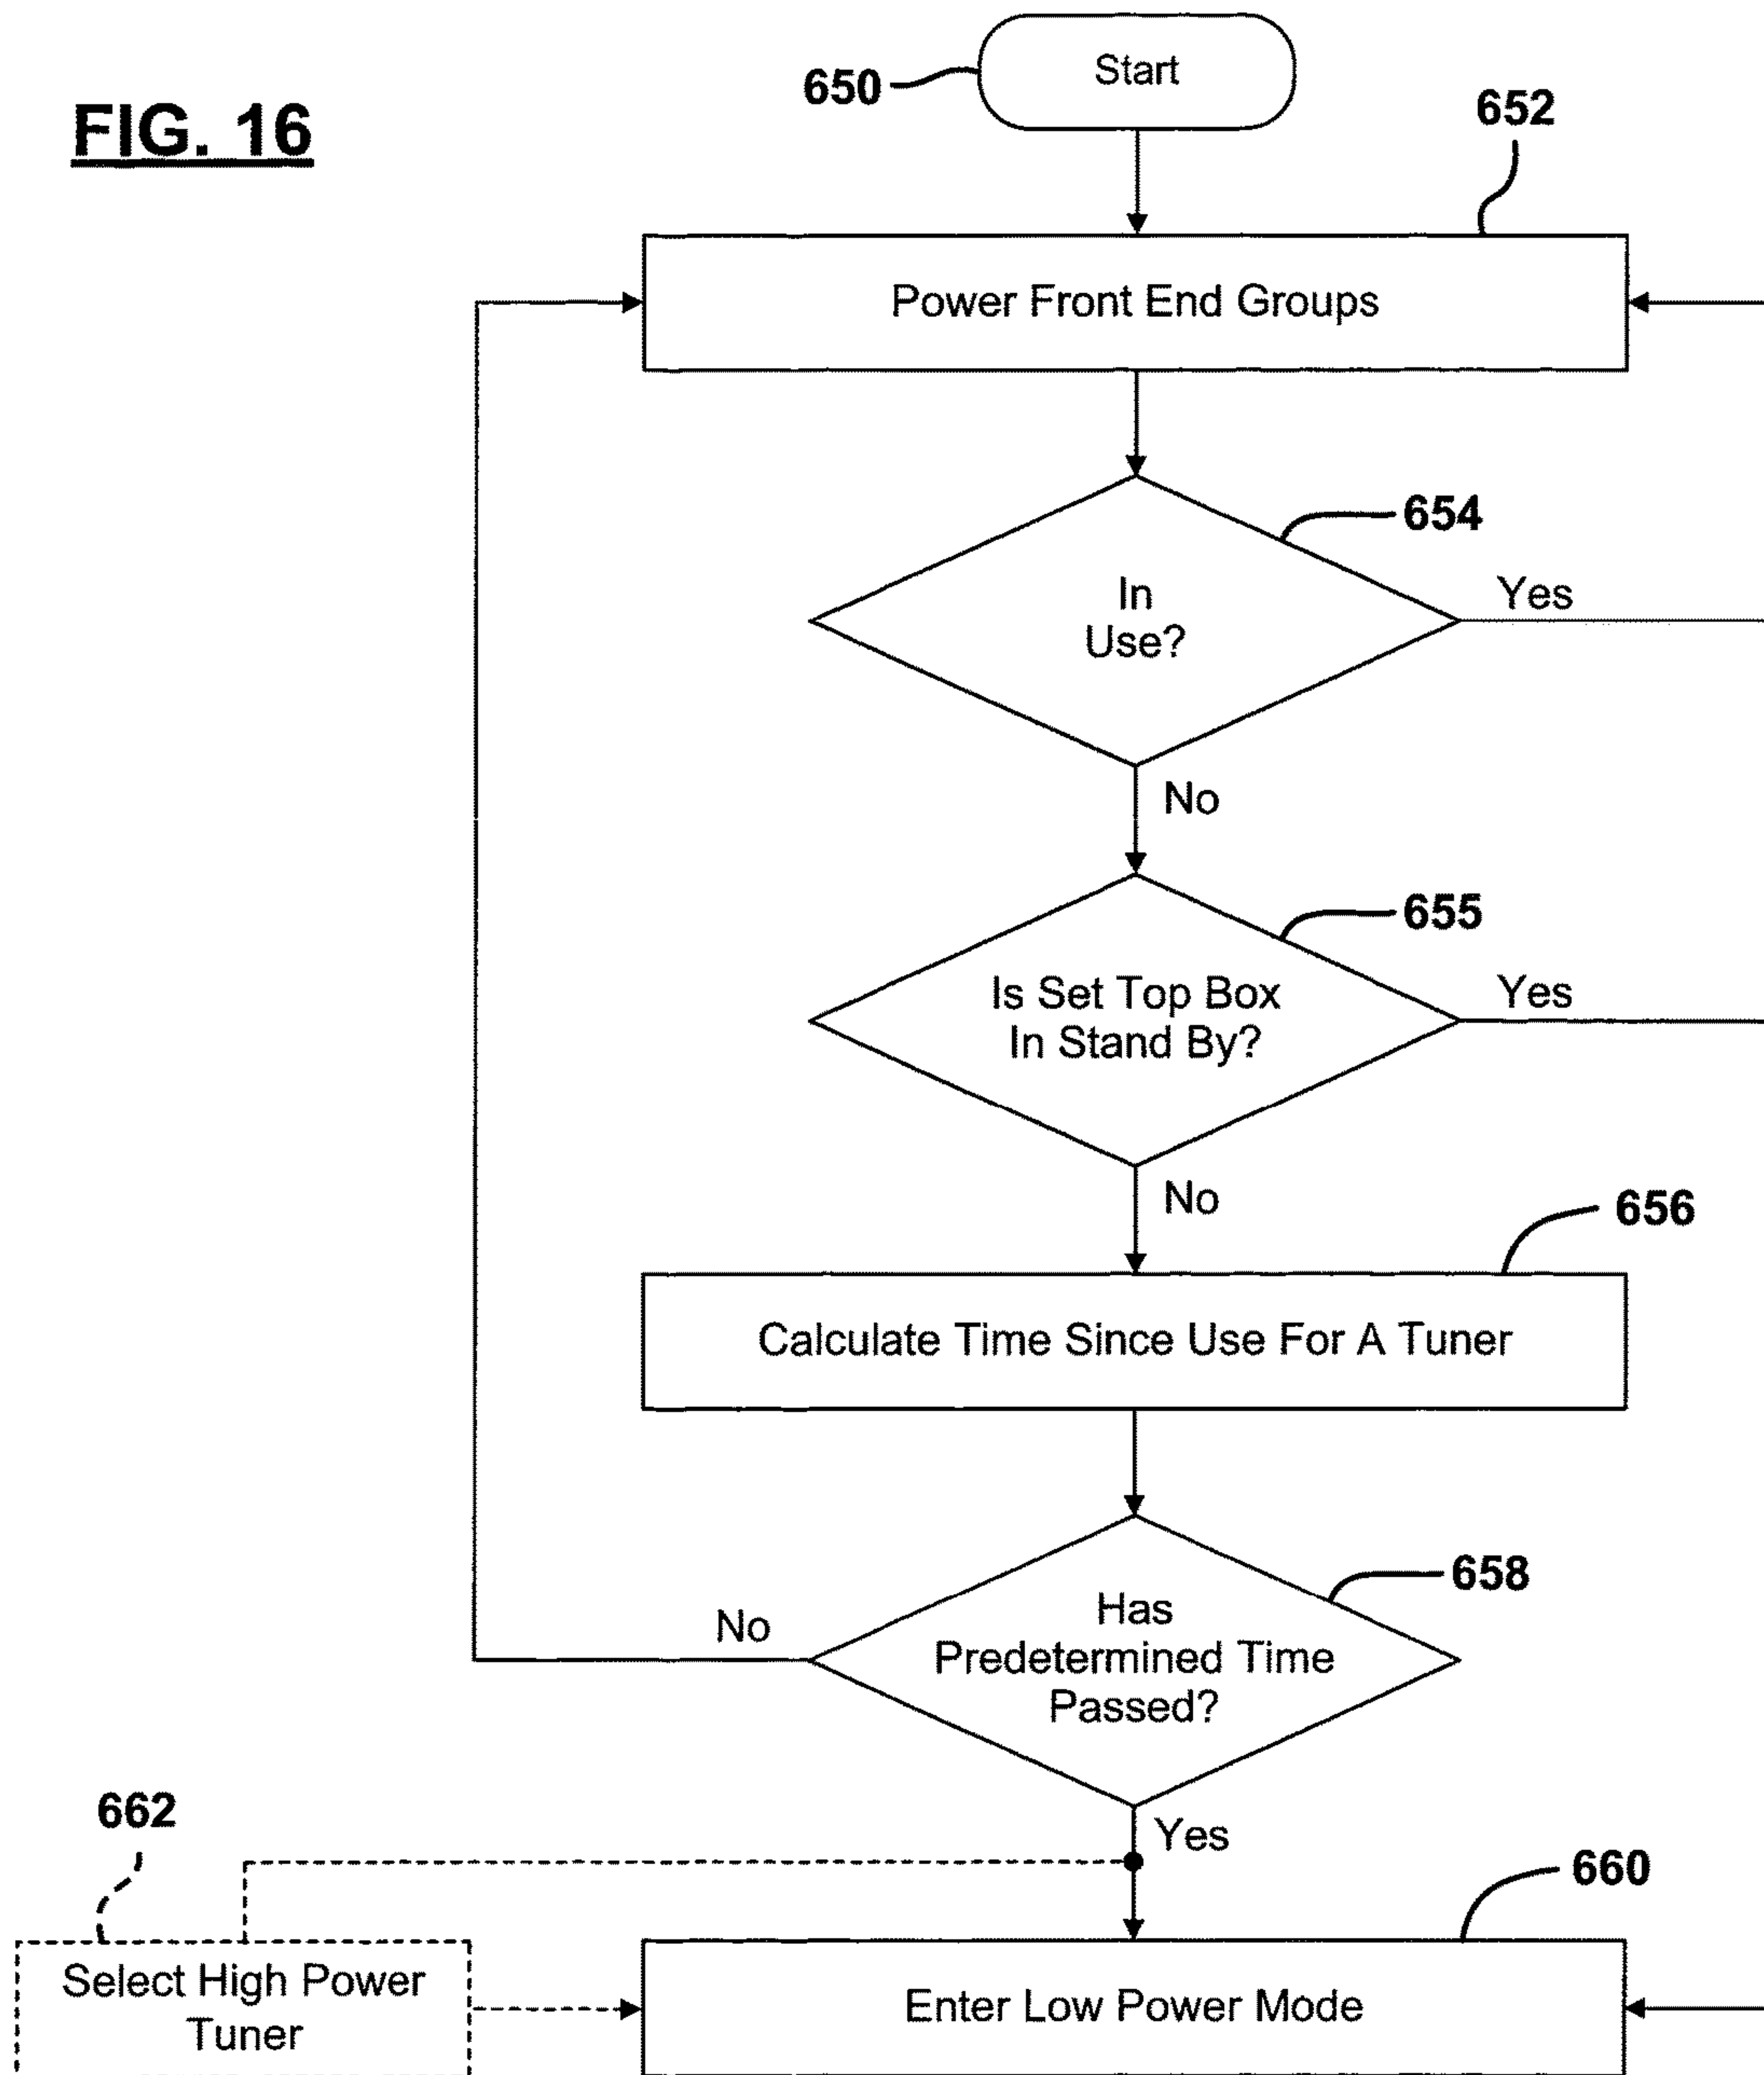 FIG. 16
650
Start
652
Power Front End Groups
654
In
Use?
Yes
No
655
Is Set Top Box
In Stand By?
Yes
No
656
Calculate Time Since Use For A Tuner
658
Has
Predetermined Time
Passed?
No
Yes
662
Select High Power
Tuner
660
Enter Low Power Mode